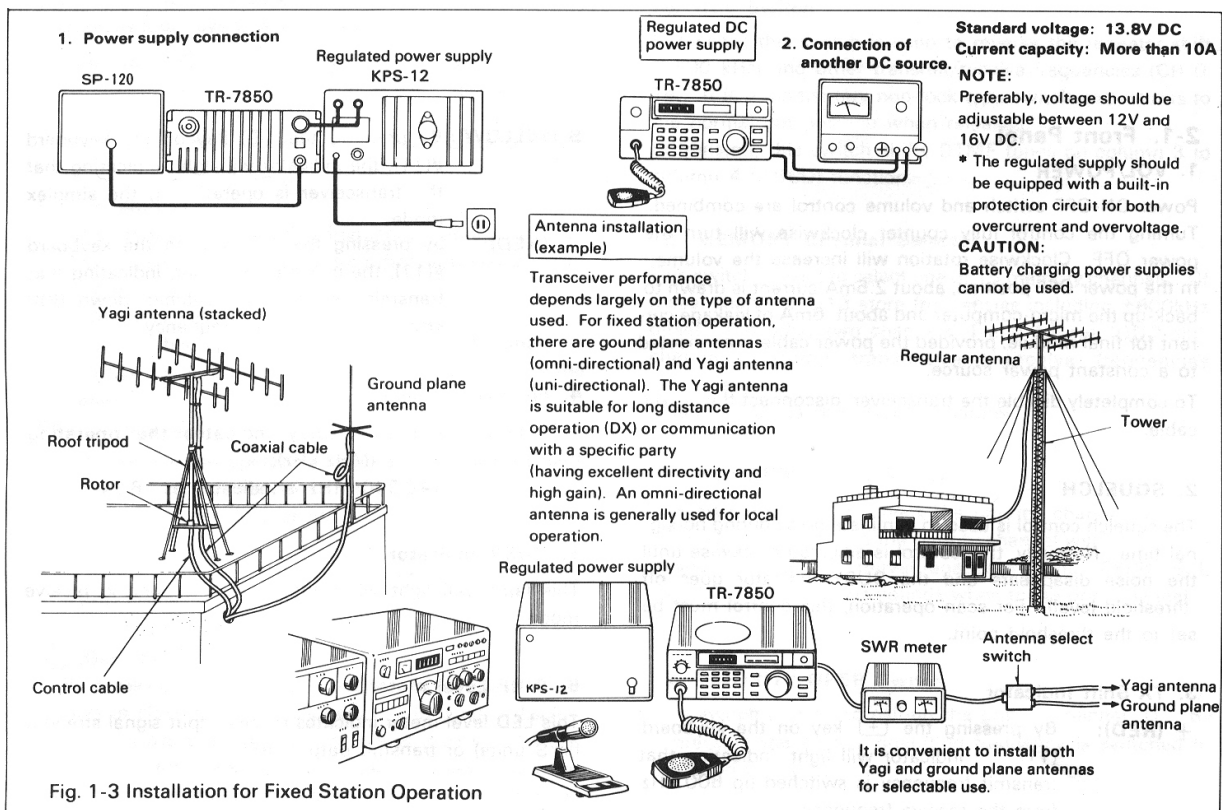 1. Power supply connection
SP-120
TR-7850
Regulated power supply
KPS-12
Regulated DC
power supply
TR-7850
2. Connection of
another DC source.
Standard voltage: 13.8V DC
Current capacity: More than 10A
NOTE:
Preferably, voltage should be
adjustable between 12V and
16V DC.
* The regulated supply should
be equipped with a built-in
protection circuit for both
over current and overvoltage.
CAUTION:
Battery charging power supplies
cannot be used.
Antenna installation
(example)
Transceiver performance
depends largely on the type of antenna
used. For fixed station operation,
there are gound plane antennas
(omni-directional) and Yagi antenna
(uni-directional). The Yagi antenna
is suitable for long distance
operation (DX) or communication
with a specific party
(having excellent directivity and
high gain). An omni-directional
antenna is generally used for local
operation.
Yagi antenna (stacked)
Ground plane
antenna
Roof tripod
Coaxial cable
Rotor
Control cable
Regular antenna
Tower
Regulated power supply
KPS-12
TR-7850
SWR meter
Antenna select
switch
Yagi antenna
Ground plane
antenna
It is convenient to install both
Yagi and ground plane antennas
for selectable use.
Fig. 1-3 Installation for Fixed Station Operation